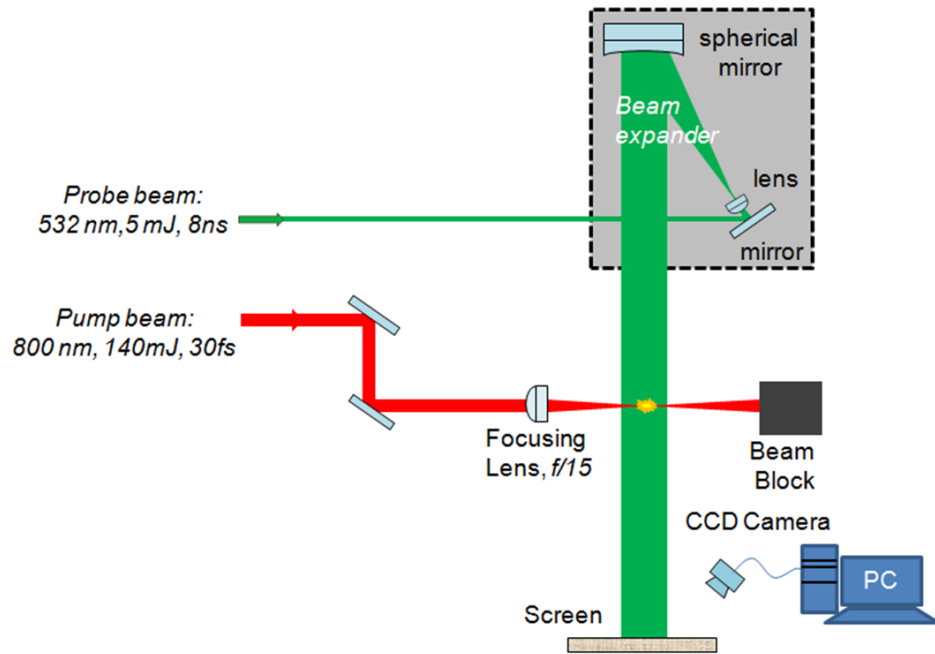 spherical
mirror
Beam
expander
lens
mirror
Probe beam:
532 nm,5 mJ, 8ns
Pump beam:
800 nm, 140mJ, 30fs
Focusing
Lens, f/15
Beam
Block
CCD Camera
PC
Screen